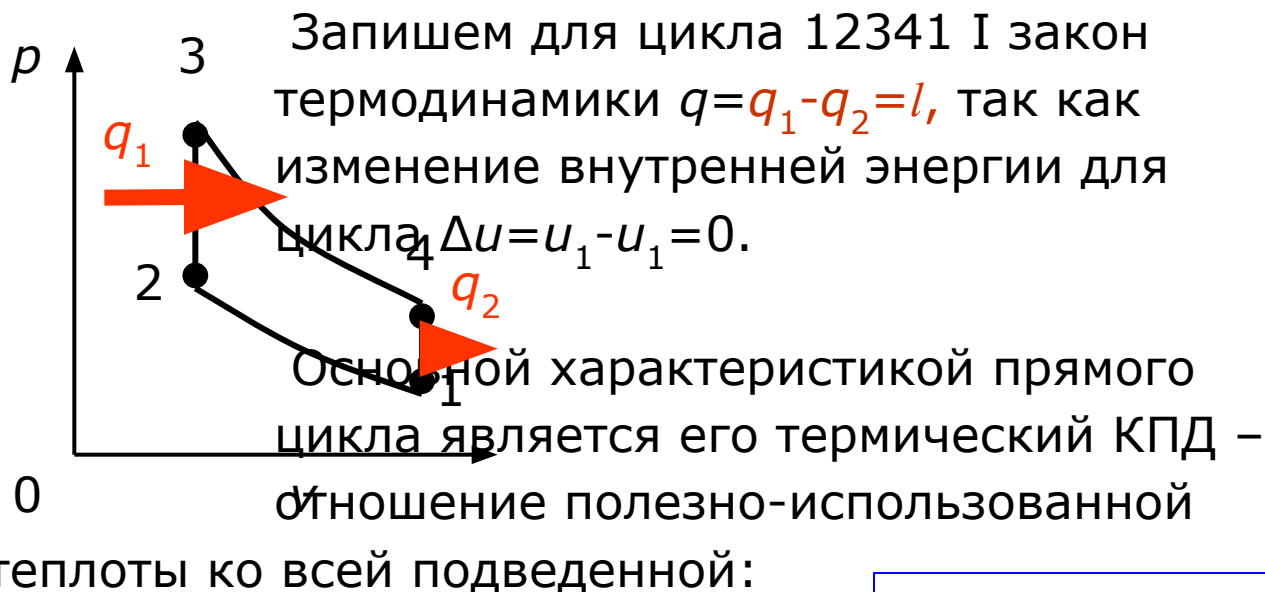 p
3
q1
2
4
q2
1
0
v
Запишем для цикла 12341 I закон
термодинамики q=q1-q2=l, так как
изменение внутренней энергии для
цикла Δu=u1-u1=0.
Основной характеристикой прямого
цикла является его термический КПД –
отношение полезно-использованной
теплоты ко всей подведенной: